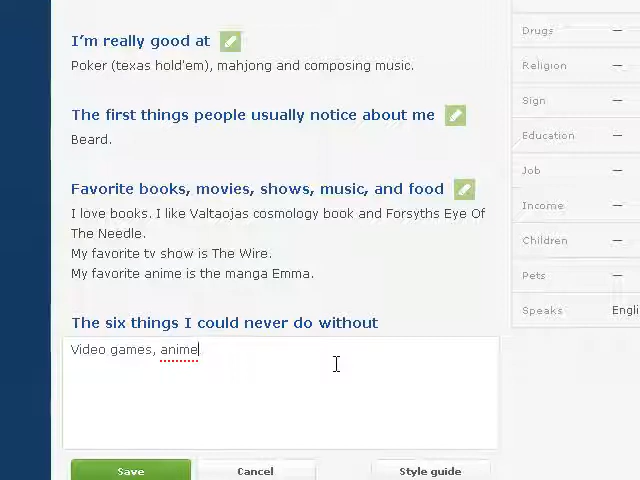 I'm really good at
Poker (texas hold'em), mahjong and composing music.
The first things people usually notice about me
Beard.
Favorite books, movies, shows, music, and food
I love books. I like Valtaojas cosmology book and Forsyths Eye Of
The Needle.
My favorite tv show is The Wire.
My favorite anime is the manga Emma.
The six things I could never do without
Video games, anime
Save
Cancel
Style guide
Drugs —
Religion —
Sign —
Education —
Job —
Income —
Children —
Pets —
Speaks Engli